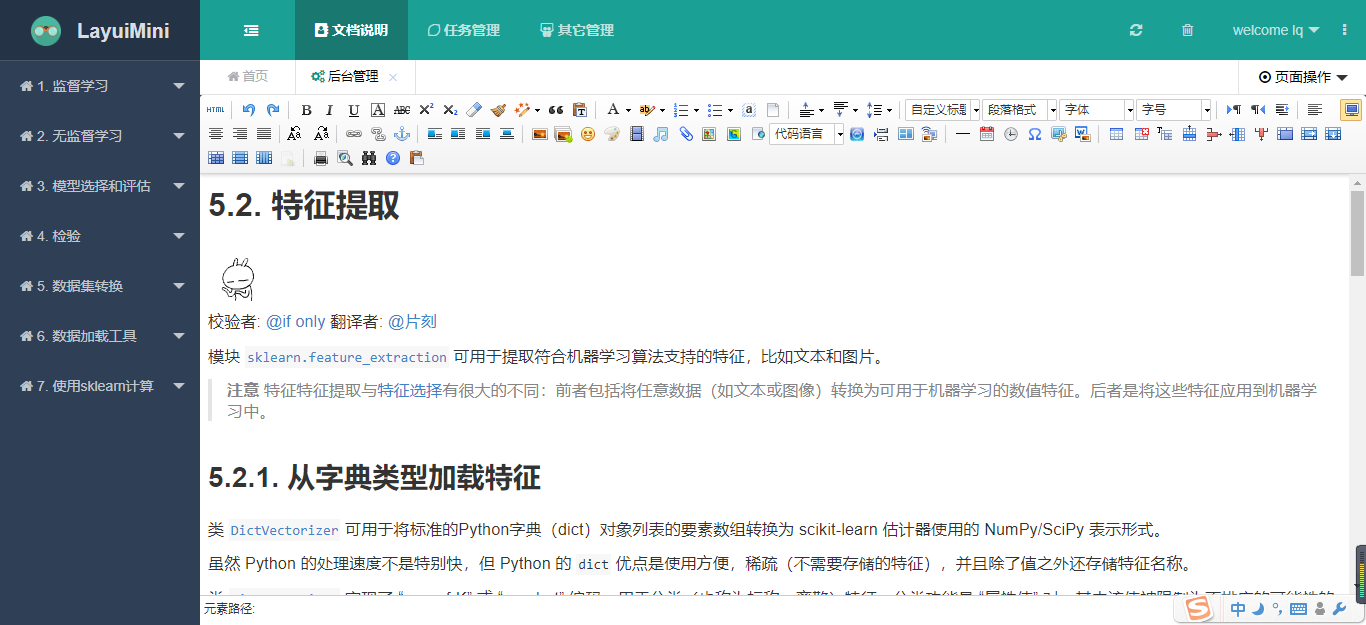 LayuiMini
文档说明
任务管理
其它管理
welcome lq
首页
后台管理
页面操作
1. 监督学习
2. 无监督学习
3. 模型选择和评估
4. 检验
5. 数据集转换
6. 数据加载工具
7. 使用sklearn计算
HTML
B I U A ABC X² X₂
自定义标题
段落格式
字体
字号
代码语言
5.2. 特征提取
校验者: @if only 翻译者: @片刻
模块 sklearn.feature_extraction 可用于提取符合机器学习算法支持的特征，比如文本和图片。
注意 特征特征提取与特征选择有很大的不同：前者包括将任意数据（如文本或图像）转换为可用于机器学习的数值特征。后者是将这些特征应用到机器学
习中。
5.2.1. 从字典类型加载特征
类 DictVectorizer 可用于将标准的Python字典（dict）对象列表的要素数组转换为 scikit-learn 估计器使用的 NumPy/SciPy 表示形式。
虽然 Python 的处理速度不是特别快，但 Python 的 dict 优点是使用方便，稀疏（不需要存储的特征），并且除了值之外还存储特征名称。
元素路径:
中